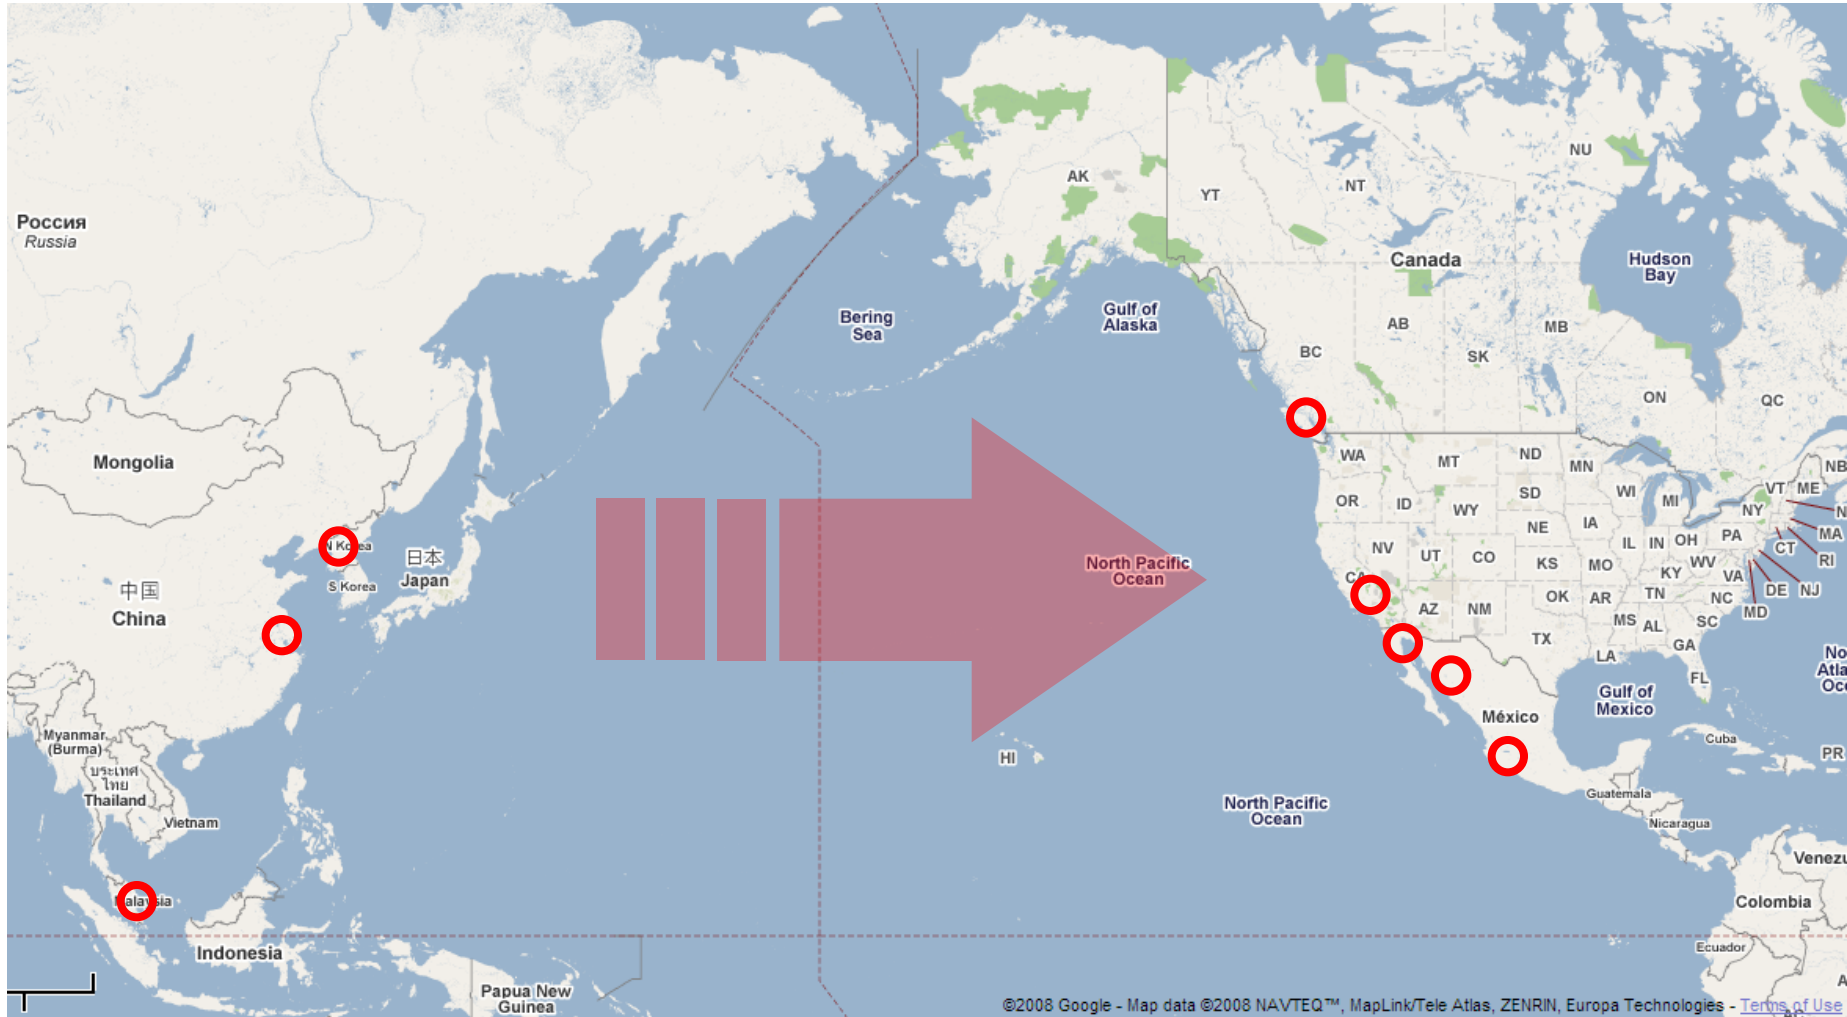 Россия
Russia
Mongolia
中国
China
N Korea
S Korea
日本
Japan
Myanmar
(Burma)
ประเทศ
ไทย
Thailand
Vietnam
Malaysia
Indonesia
Papua New
Guinea
Bering
Sea
Gulf of
Alaska
North Pacific
Ocean
HI
North Pacific
Ocean
AK
YT
NT
NU
Canada
Hudson
Bay
BC
AB
SK
MB
ON
QC
NB
WA
MT
ND
MN
OR
ID
WY
SD
WI
MI
NY
VT
ME
N
MA
RI
CT
NJ
DE
MD
NV
UT
CO
NE
IA
IL
IN
OH
PA
KS
MO
KY
WV
VA
CA
AZ
NM
OK
AR
TN
NC
TX
MS
AL
SC
GA
LA
FL
No
Atla
Oc
Gulf of
Mexico
México
Cuba
PR
Guatemala
Nicaragua
Venezu
Colombia
Ecuador
A
©2008 Google - Map data ©2008 NAVTEQ™, MapLink/Tele Atlas, ZENRIN, Europa Technologies - Terms of Use